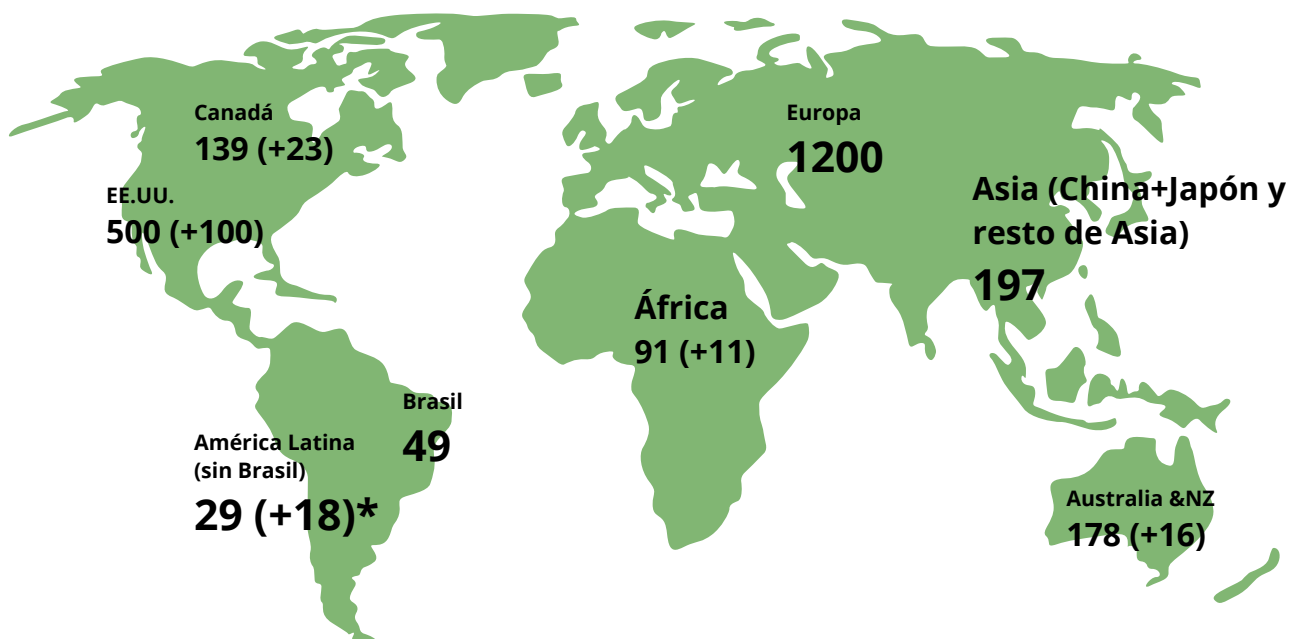 Canadá
139 (+23)
EE.UU.
500 (+100)
Europa
1200
Asia (China+Japón y
resto de Asia)
197
África
91 (+11)
Brasil
49
América Latina
(sin Brasil)
29 (+18)*
Australia &NZ
178 (+16)